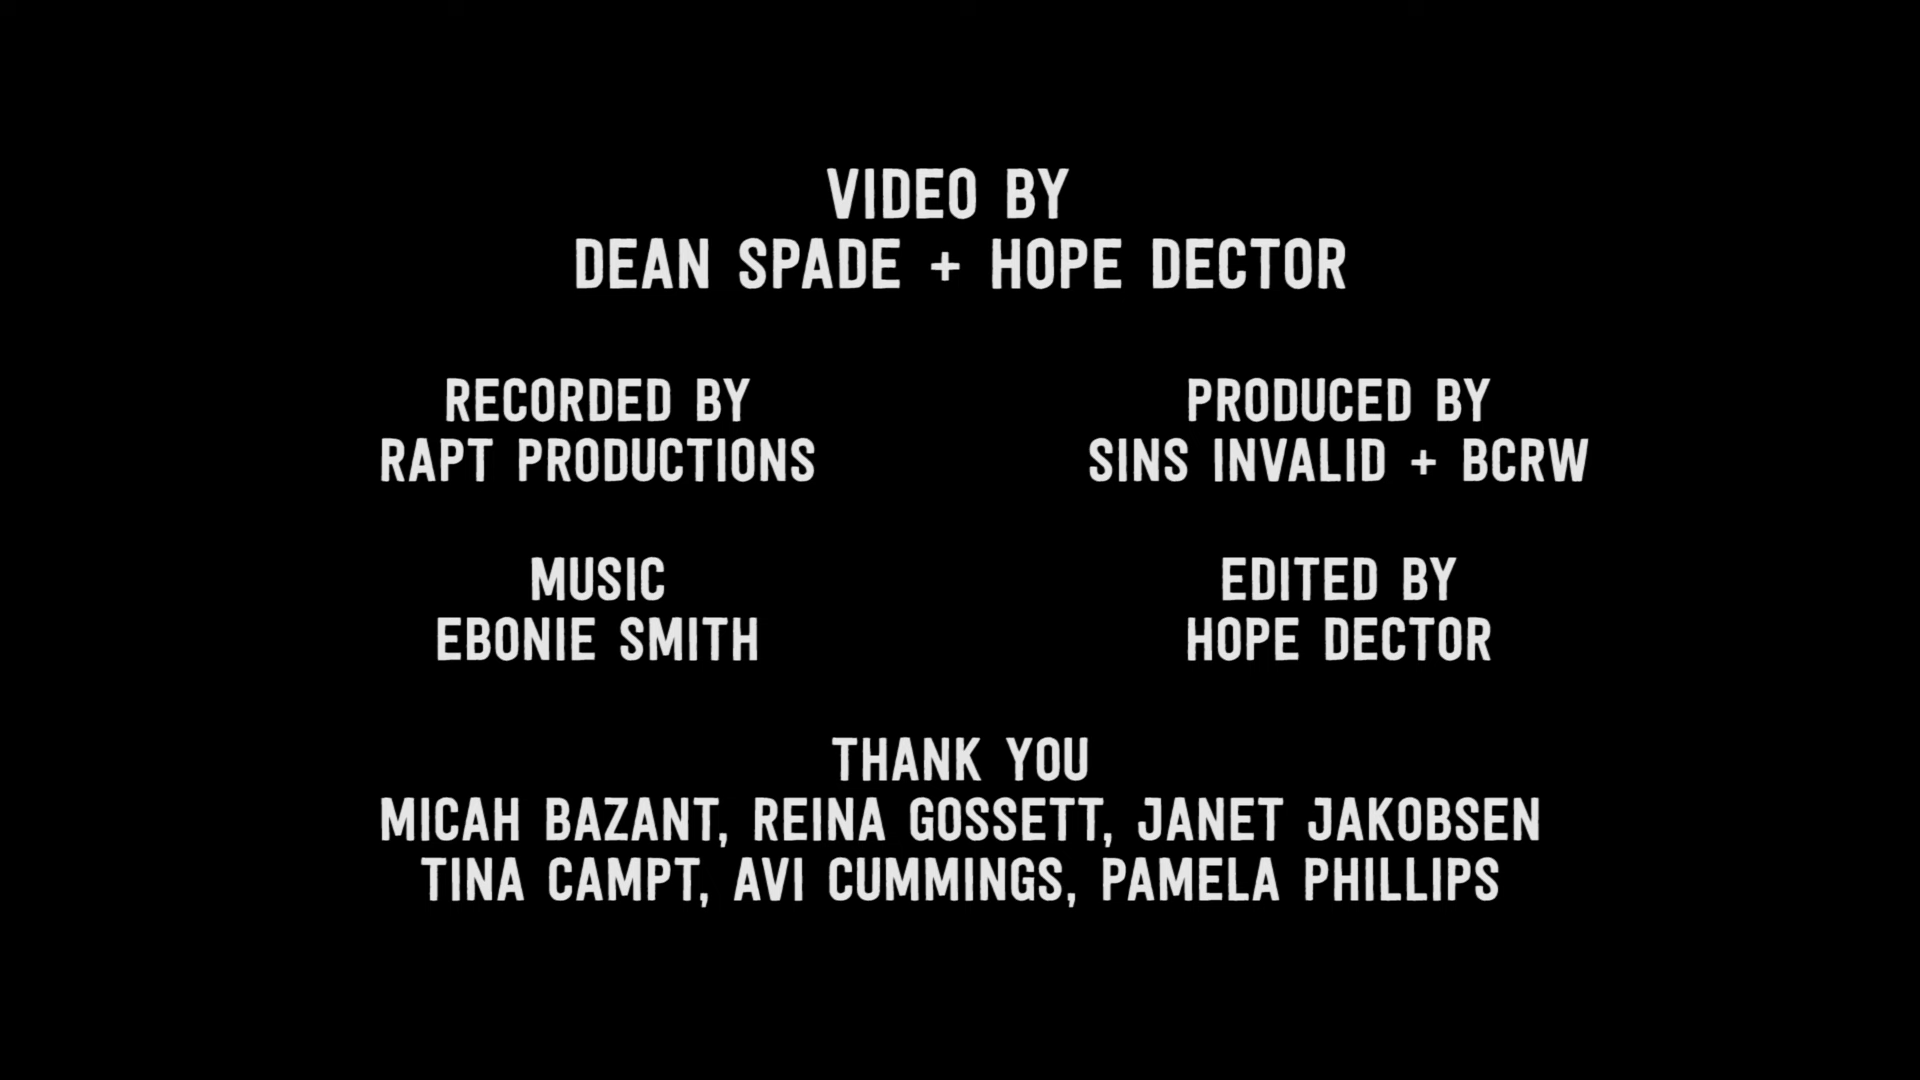 VIDEO BY
DEAN SPADE + HOPE DECTOR
RECORDED BY
RAPT PRODUCTIONS
PRODUCED BY
SINS INVALID + BCRW
MUSIC
EBONIE SMITH
EDITED BY
HOPE DECTOR
THANK YOU
MICAH BAZANT, REINA GOSSETT, JANET JAKOBSEN
TINA CAMPT, AVI CUMMINGS, PAMELA PHILLIPS